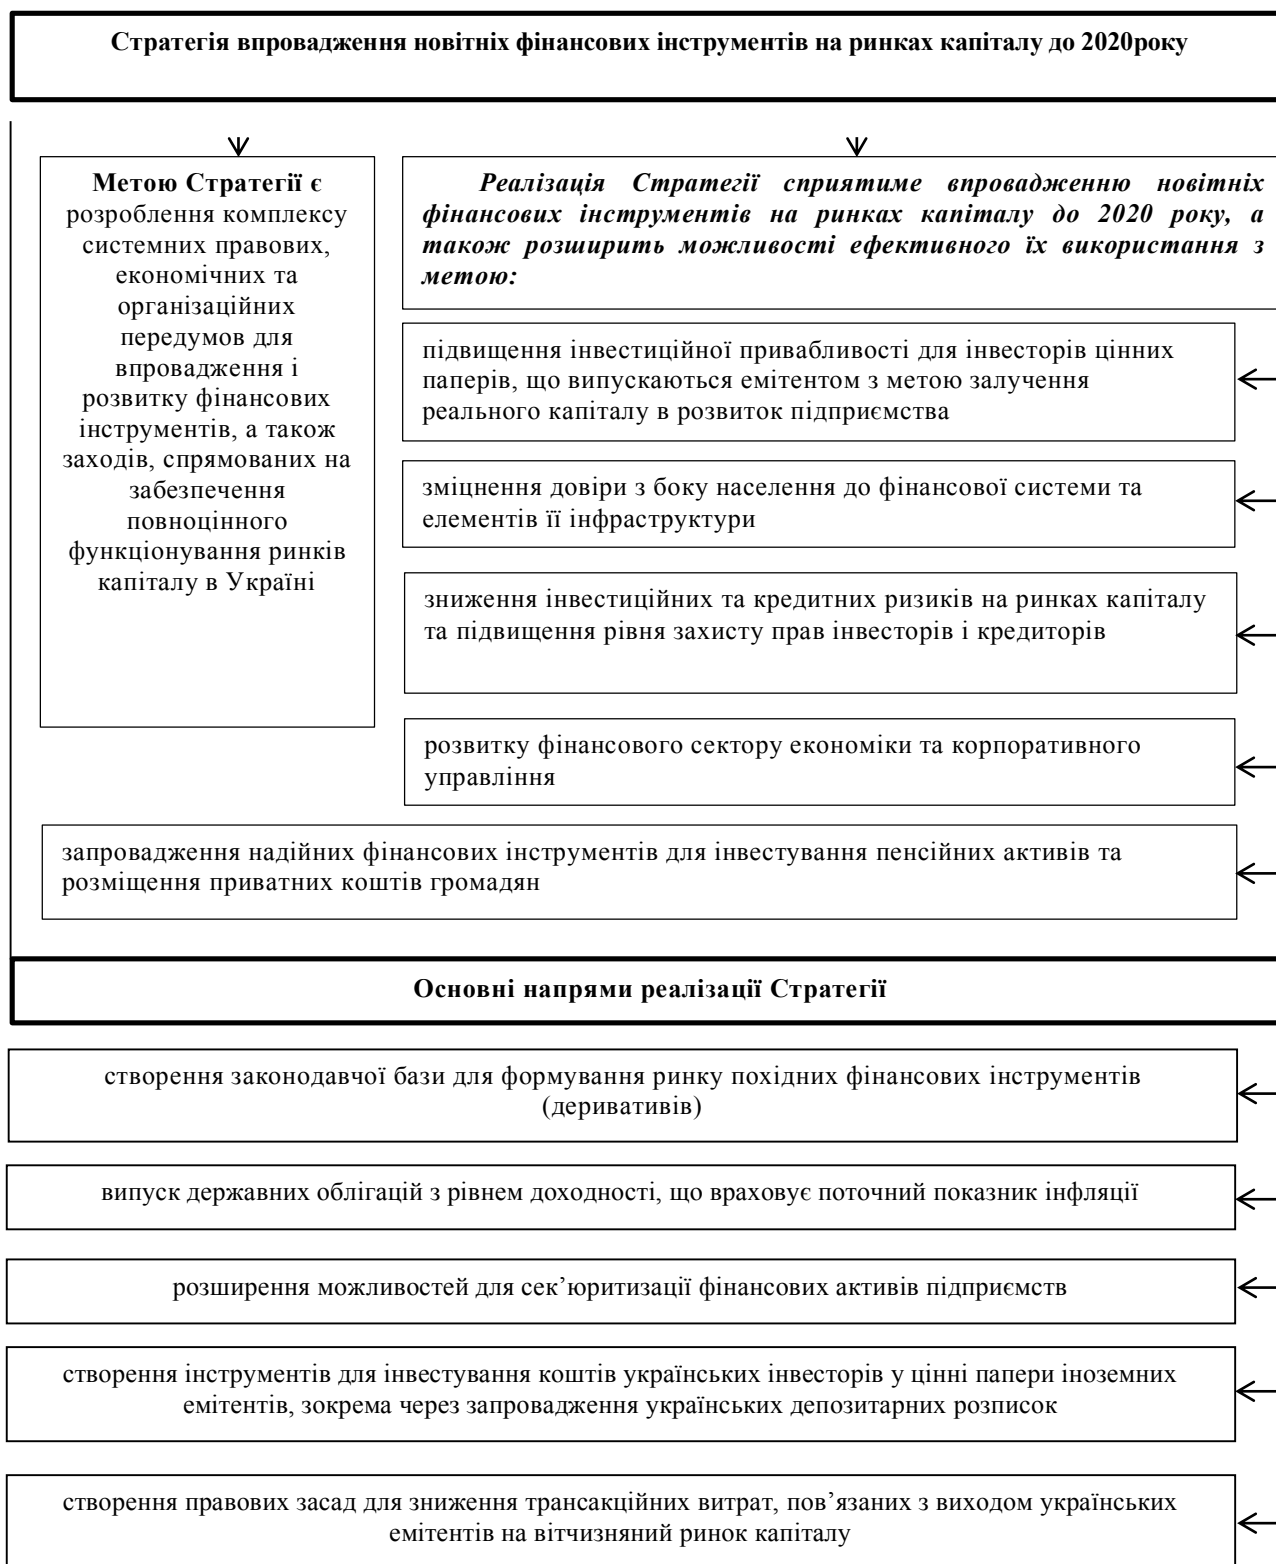 Стратегія впровадження новітніх фінансових інструментів на ринках капіталу до 2020року
Метою Стратегії є
розроблення комплексу
системних правових,
економічних та
організаційних
передумов для
впровадження і
розвитку фінансових
інструментів, а також
заходів, спрямованих на
забезпечення
повноцінного
функціонування ринків
капіталу в Україні
Реалізація Стратегії сприятиме впровадженню новітніх
фінансових інструментів на ринках капіталу до 2020 року, а
також розширить можливості ефективного їх використання з
метою:
підвищення інвестиційної привабливості для інвесторів цінних
паперів, що випускаються емітентом з метою залучення
реального капіталу в розвиток підприємства
зміцнення довіри з боку населення до фінансової системи та
елементів її інфраструктури
зниження інвестиційних та кредитних ризиків на ринках капіталу
та підвищення рівня захисту прав інвесторів і кредиторів
розвитку фінансового сектору економіки та корпоративного
управління
запровадження надійних фінансових інструментів для інвестування пенсійних активів та
розміщення приватних коштів громадян
Основні напрями реалізації Стратегії
створення законодавчої бази для формування ринку похідних фінансових інструментів
(деривативів)
випуск державних облігацій з рівнем доходності, що враховує поточний показник інфляції
розширення можливостей для сек’юритизації фінансових активів підприємств
створення інструментів для інвестування коштів українських інвесторів у цінні папери іноземних
емітентів, зокрема через запровадження українських депозитарних розписок
створення правових засад для зниження трансакційних витрат, пов’язаних з виходом українських
емітентів на вітчизняний ринок капіталу